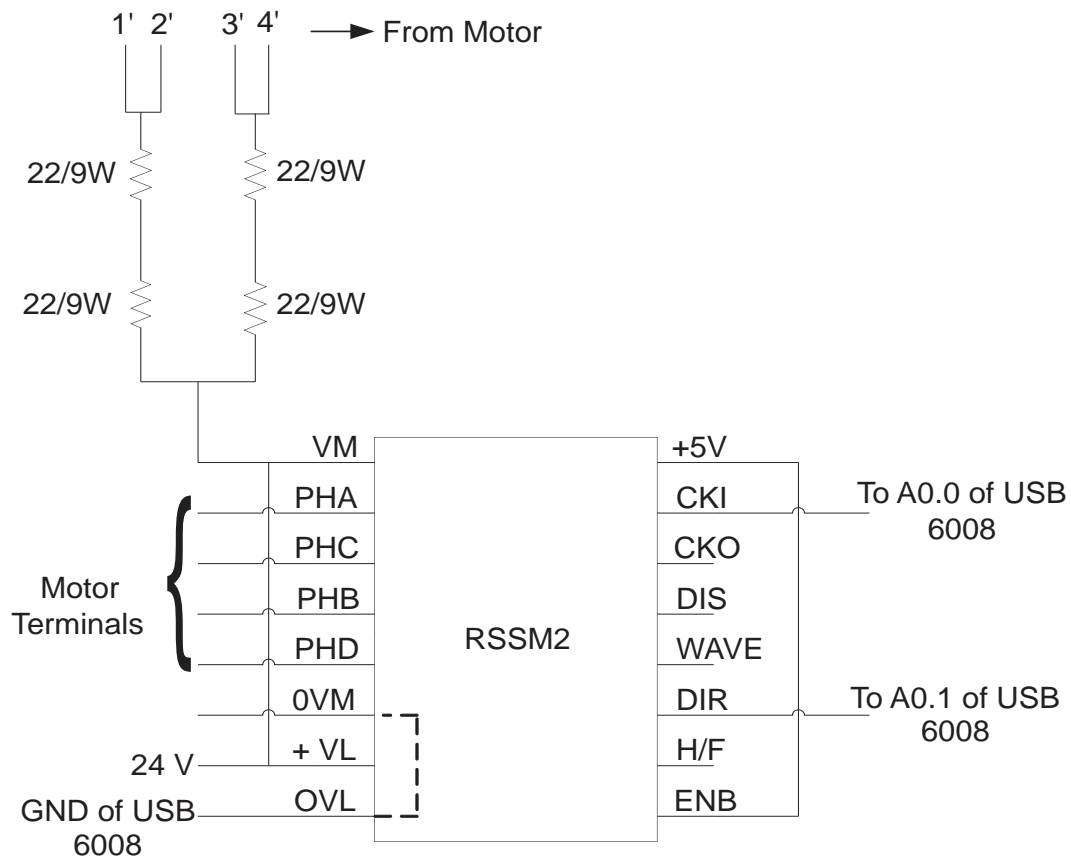 1' 2' 3' 4' From Motor
22/9W 22/9W
22/9W 22/9W
VM +5V
PHA CKI To A0.0 of USB
6008
PHC CKO
Motor
Terminals
PHB DIS
RSSM2
PHD WAVE
0VM DIR To A0.1 of USB
6008
24 V + VL H/F
GND of USB
6008
OVL ENB